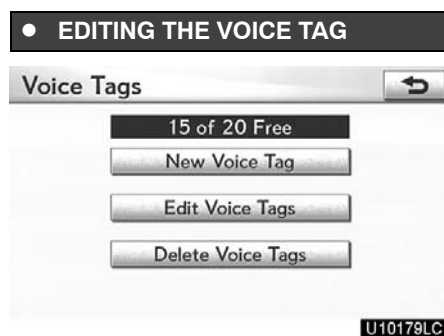 ● EDITING THE VOICE TAG
Voice Tags
15 of 20 Free
New Voice Tag
Edit Voice Tags
Delete Voice Tags
U10179LC